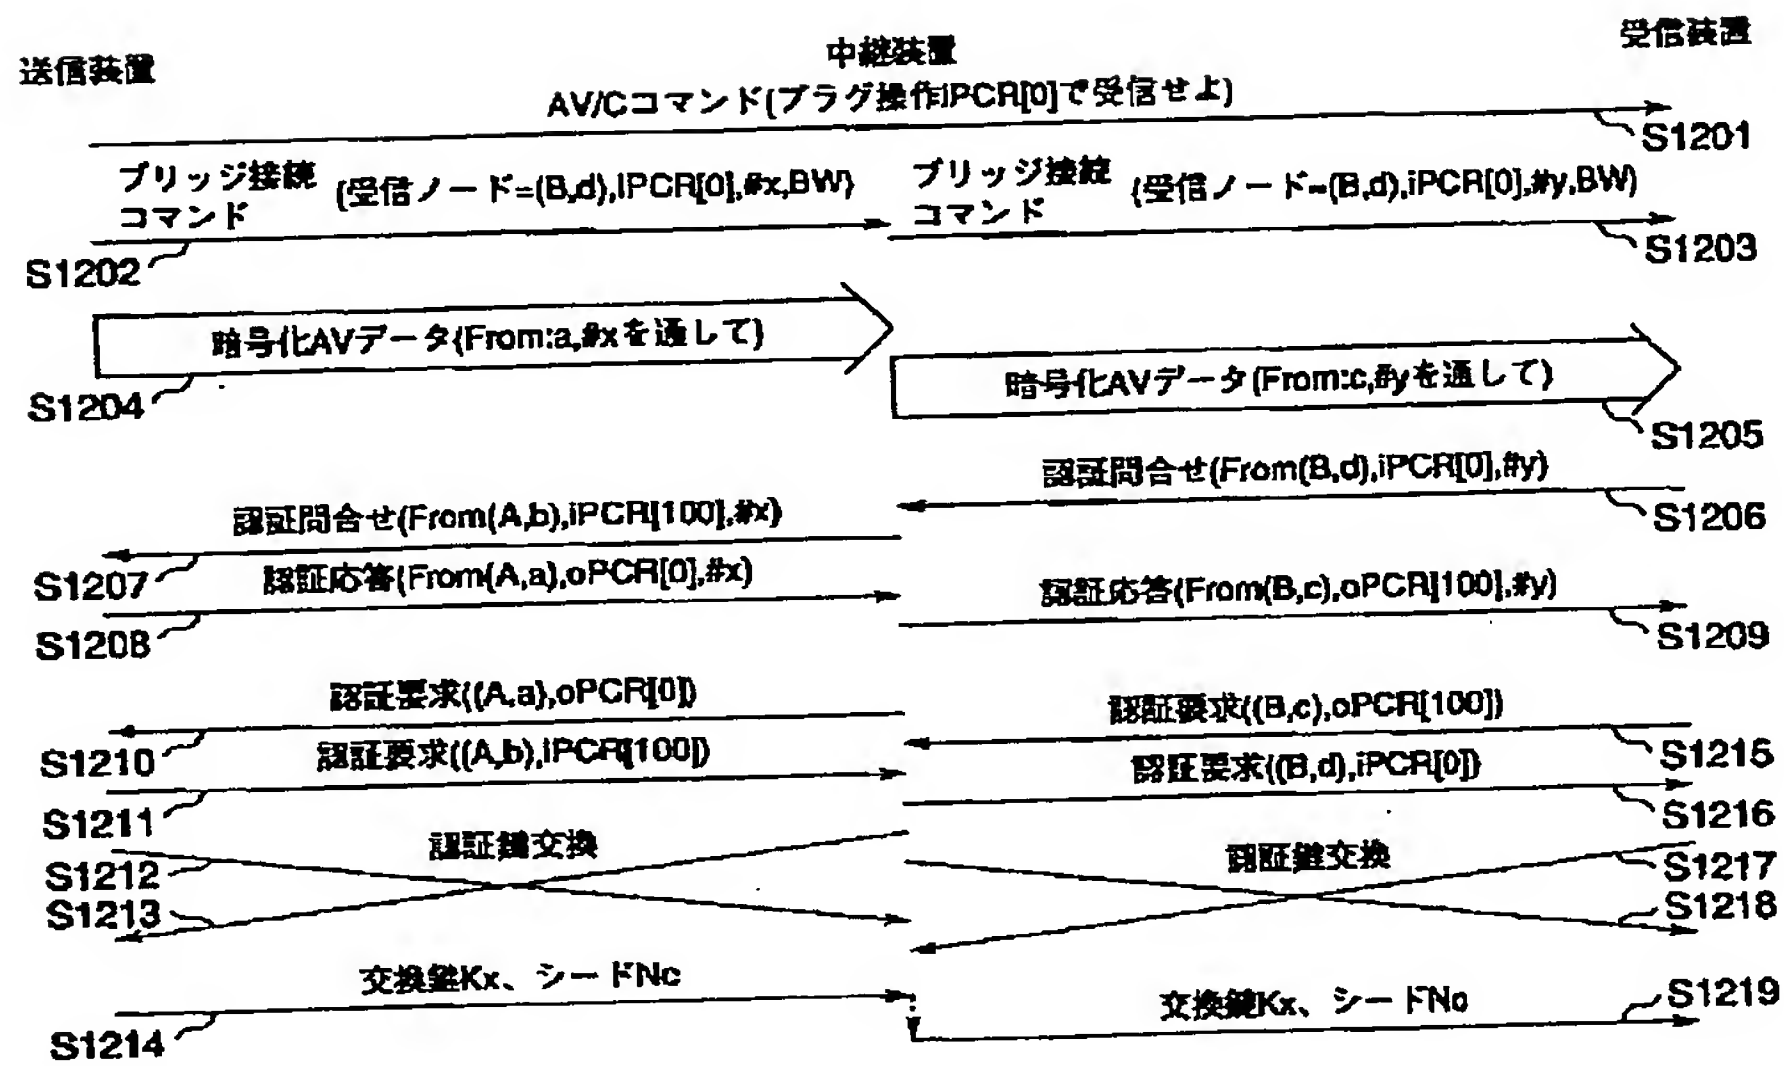 送信装置
中継装置
受信装置
AV/Cコマンド(プラグ操作iPCR[0]で受信せよ)
S1201
ブリッジ接続
コマンド
{受信ノード=(B,d),iPCR[0],#x,BW}
ブリッジ接続
コマンド
{受信ノード=(B,d),iPCR[0],#y,BW}
S1202
S1203
暗号化AVデータ(From:a,#xを通して)
暗号化AVデータ(From:c,#yを通して)
S1204
S1205
認証問合せ(From(B,d),iPCR[0],#y)
S1206
認証問合せ(From(A,b),iPCR[100],#x)
S1207
認証応答(From(A,a),oPCR[0],#x)
認証応答(From(B,c),oPCR[100],#y)
S1208
S1209
認証要求((A,a),oPCR[0])
認証要求((B,c),oPCR[100])
S1210
S1215
認証要求((A,b),iPCR[100])
認証要求((B,d),iPCR[0])
S1211
S1216
認証鍵交換
認証鍵交換
S1212
S1217
S1213
S1218
交換鍵Kx、シードNc
交換鍵Kx、シードNc
S1219
S1214